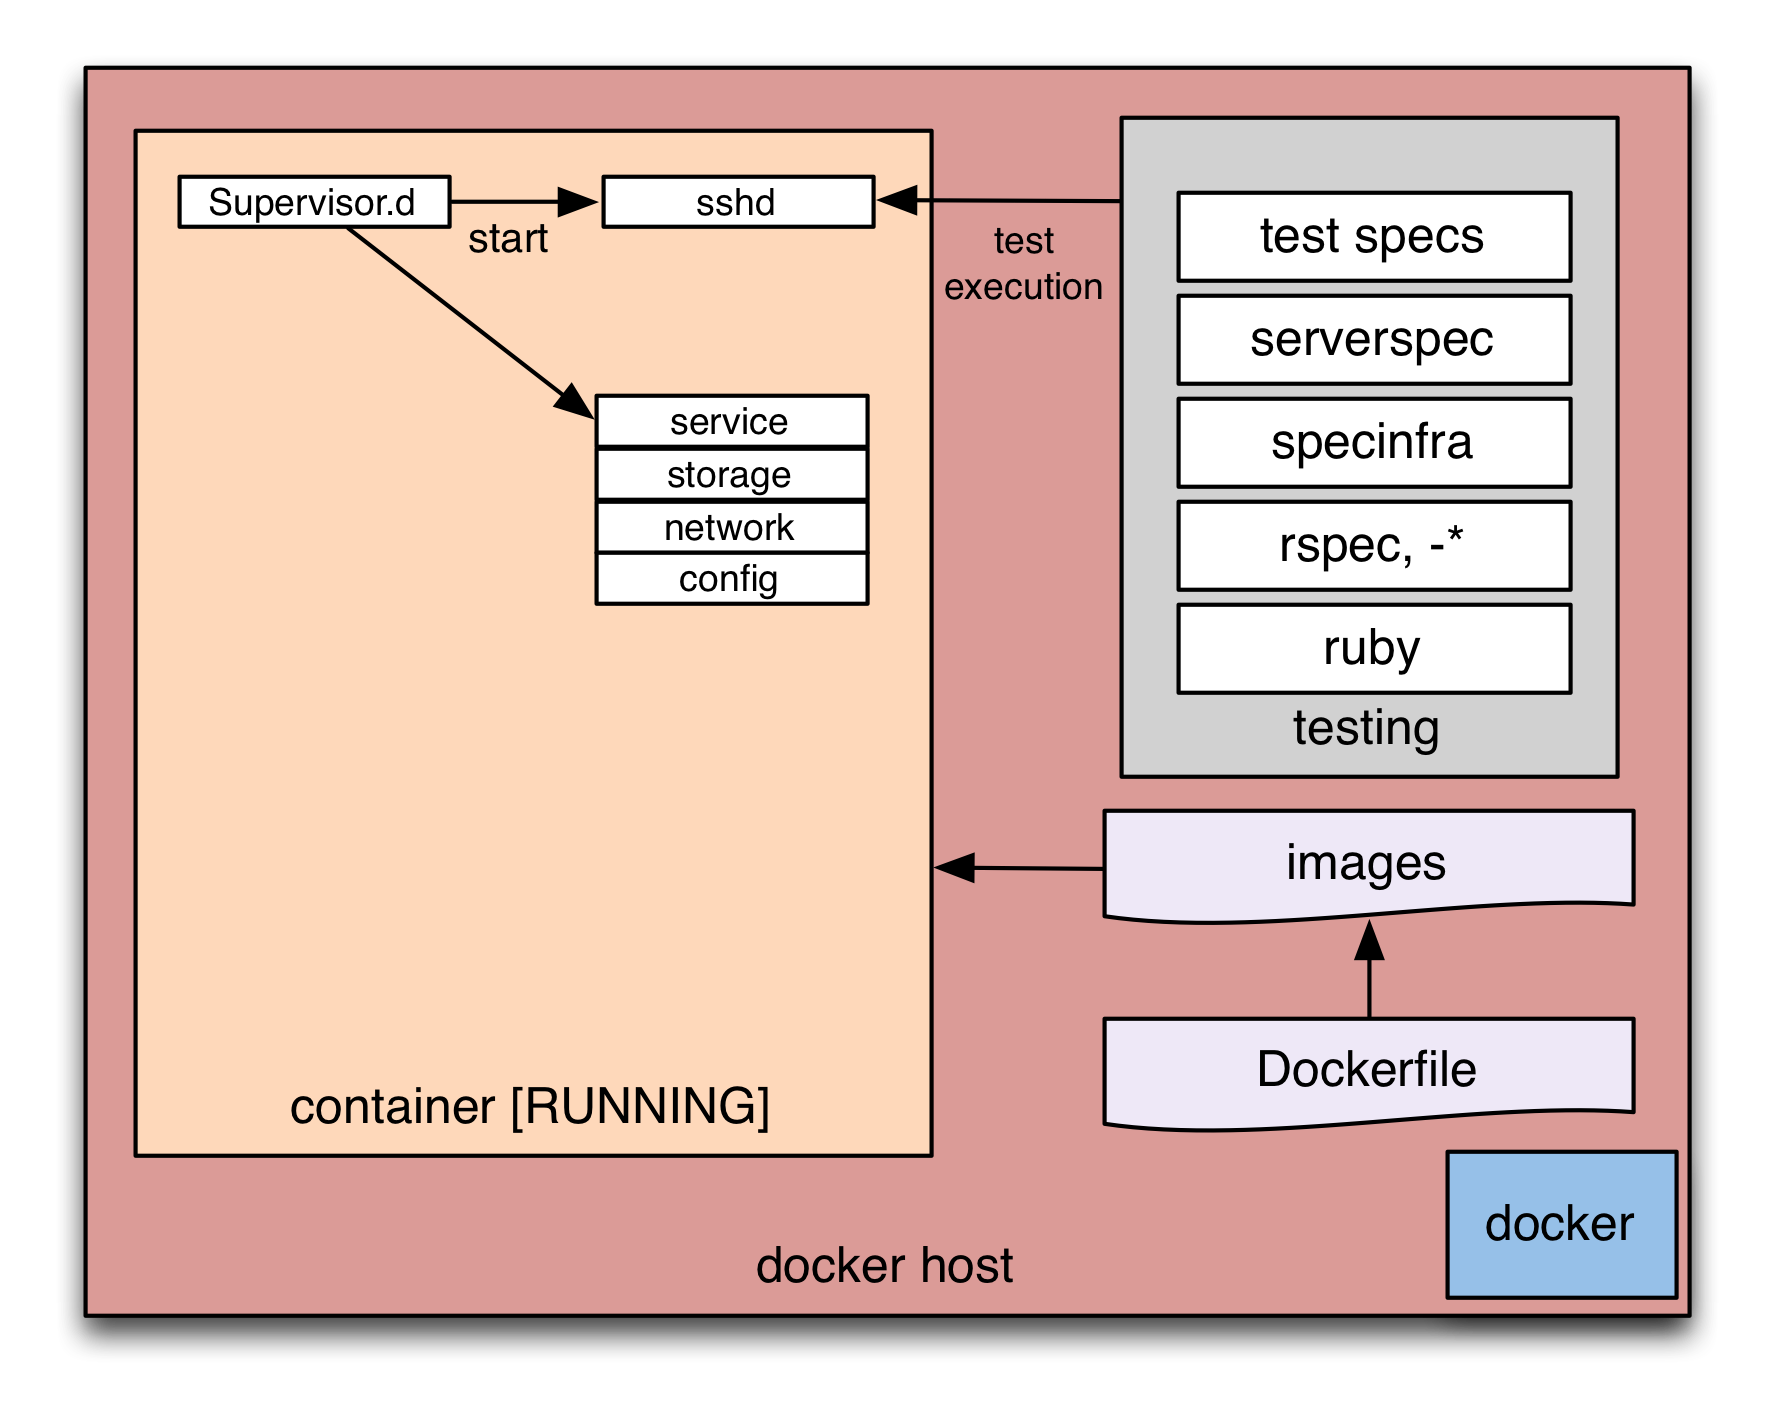 Supervisor.d
start
sshd
test
execution
service
storage
network
config
container [RUNNING]
test specs
serverspec
specinfra
rspec, -*
ruby
testing
images
Dockerfile
docker
docker host